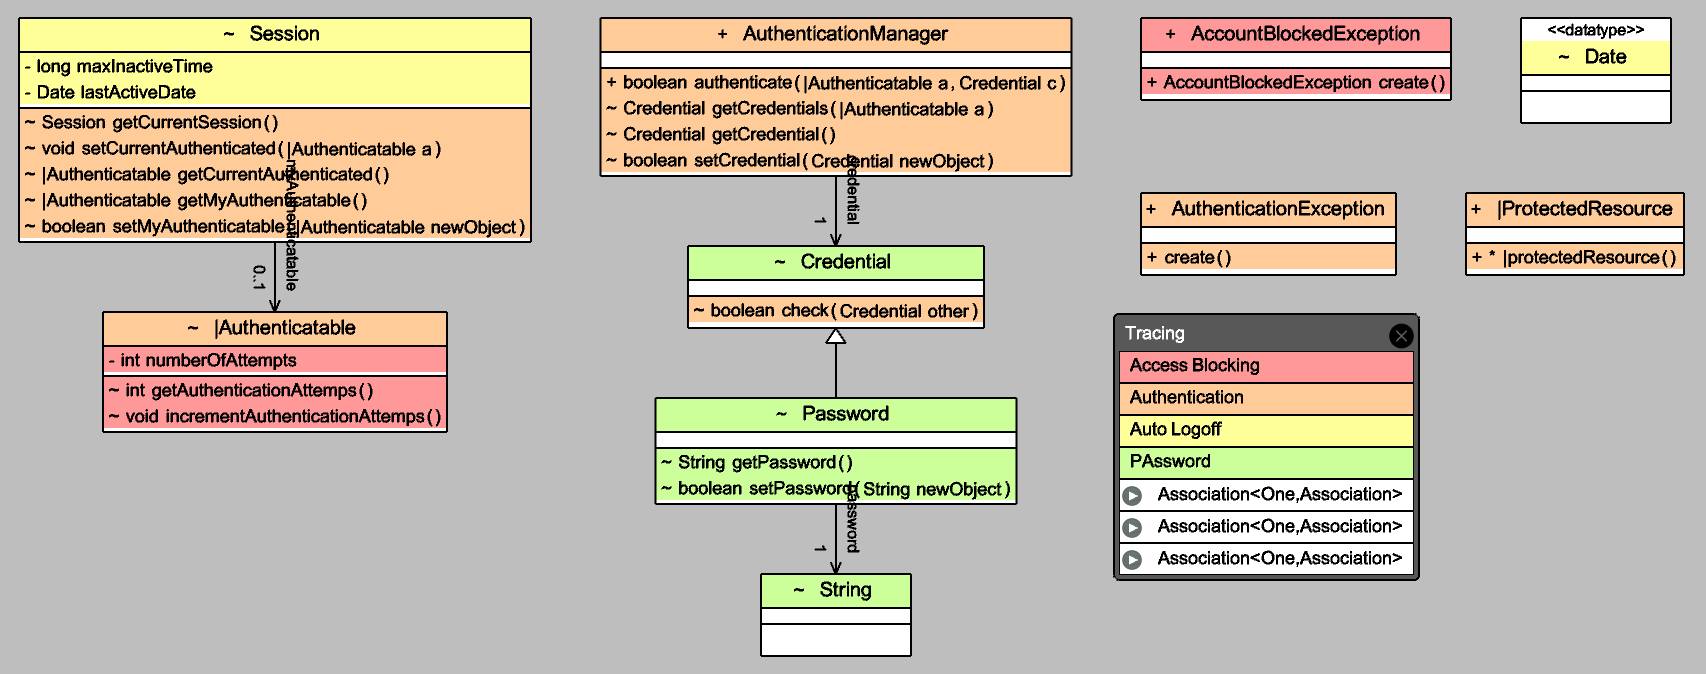 ~ Session
- long maxInactiveTime
- Date lastActiveDate
~ Session getCurrentSession()
~ void setCurrentAuthenticated(|Authenticatable a)
~ |Authenticatable getCurrentAuthenticated()
~ |Authenticatable getMyAuthenticatable()
~ boolean setMyAuthenticatable(|Authenticatable newObject)
myAuthenticatable
0..1
~ |Authenticatable
- int numberOfAttempts
~ int getAuthenticationAttemps()
~ void incrementAuthenticationAttemps()
+ AuthenticationManager
+ boolean authenticate(|Authenticatable a, Credential c)
~ Credential getCredentials(|Authenticatable a)
~ Credential getCredential()
~ boolean setCredential(Credential newObject)
credential
1
~ Credential
~ boolean check(Credential other)
~ Password
~ String getPassword()
~ boolean setPassword(String newObject)
password
1
~ String
+ AccountBlockedException
+ AccountBlockedException create()
<<datatype>>
~ Date
+ AuthenticationException
+ create()
+ |ProtectedResource
+ * |protectedResource()
Tracing
Access Blocking
Authentication
Auto Logoff
PAssword
Association<One,Association>
Association<One,Association>
Association<One,Association>